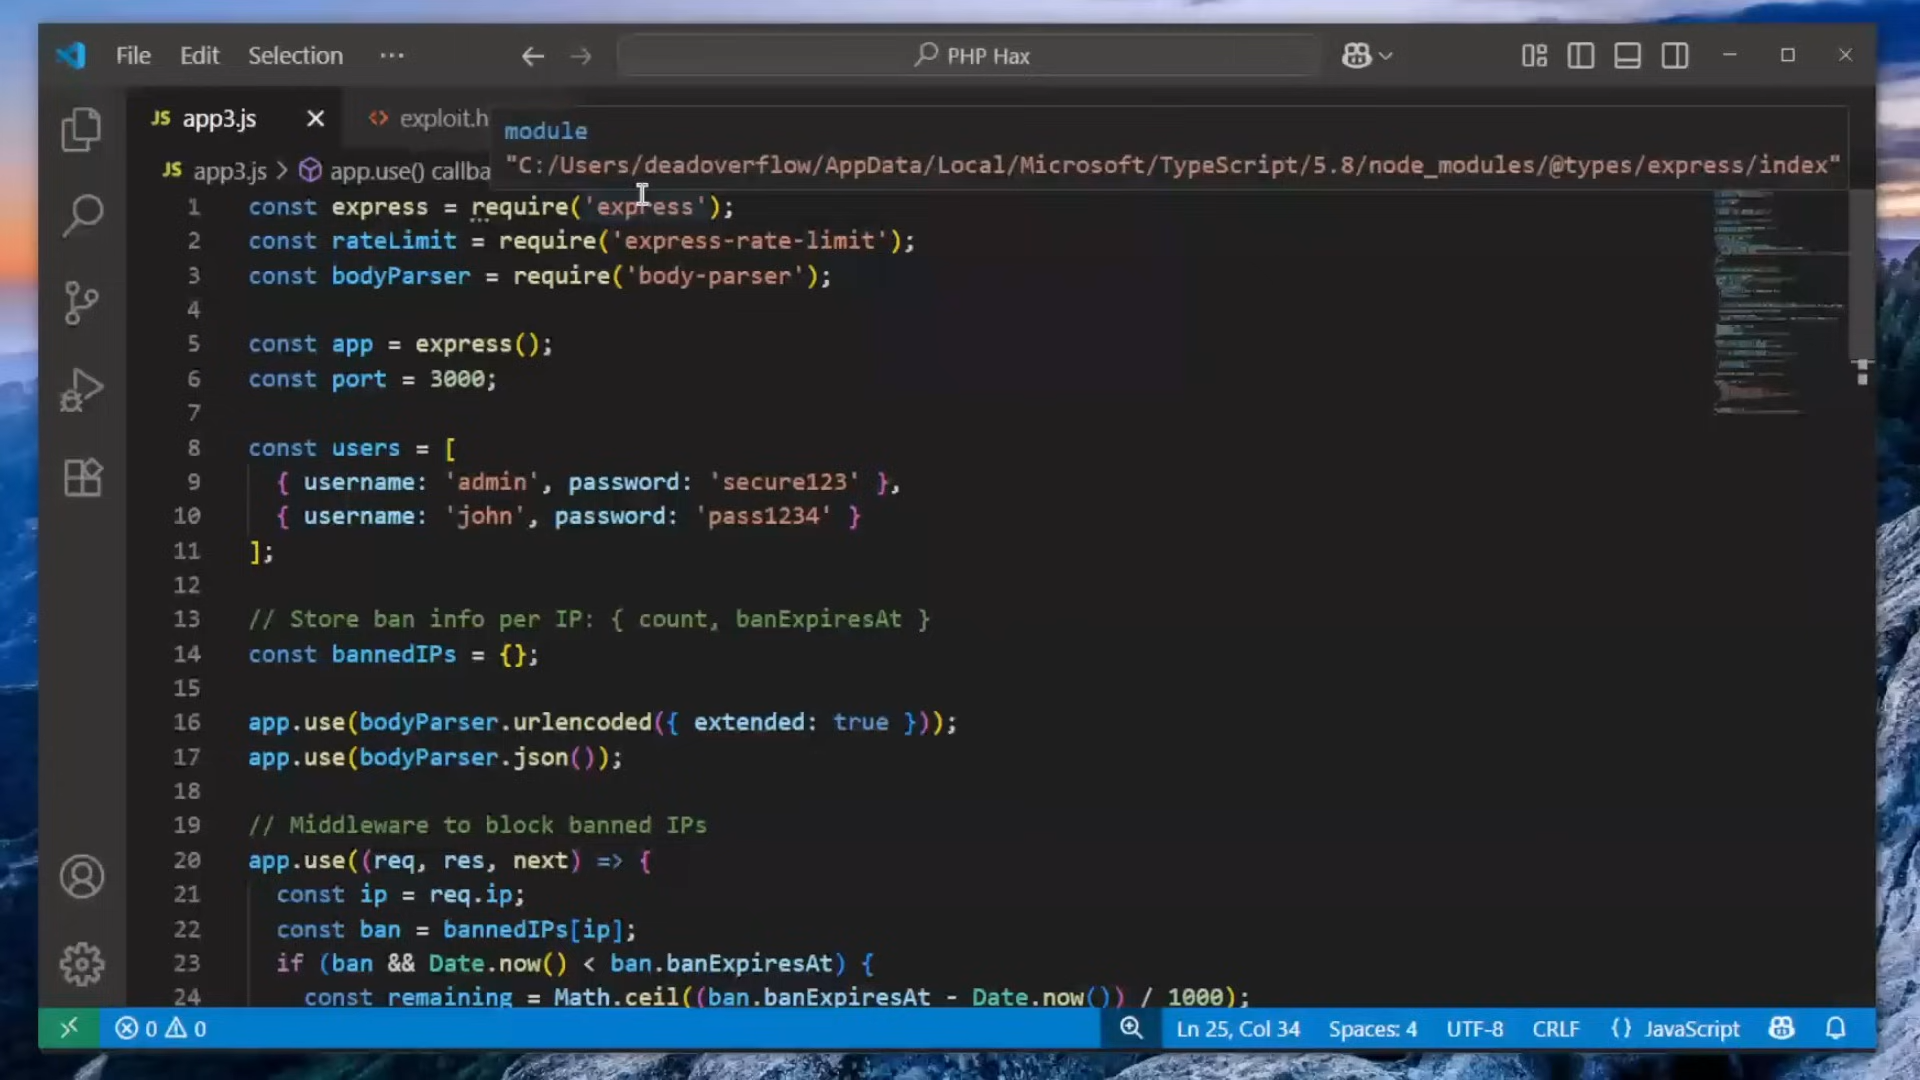 File Edit Selection ··· PHP Hax
JS app3.js exploit.h
module
"C:/Users/deadoverflow/AppData/Local/Microsoft/TypeScript/5.8/node_modules/@types/express/index"
JS app3.js > app.use() callba
1 const express = require('express');
2 const rateLimit = require('express-rate-limit');
3 const bodyParser = require('body-parser');
4
5 const app = express();
6 const port = 3000;
7
8 const users = [
9 { username: 'admin', password: 'secure123' },
10 { username: 'john', password: 'pass1234' }
11 ];
12
13 // Store ban info per IP: { count, banExpiresAt }
14 const bannedIPs = {};
15
16 app.use(bodyParser.urlencoded({ extended: true }));
17 app.use(bodyParser.json());
18
19 // Middleware to block banned IPs
20 app.use((req, res, next) => {
21 const ip = req.ip;
22 const ban = bannedIPs[ip];
23 if (ban && Date.now() < ban.banExpiresAt) {
24 const remaining = Math.ceil((ban.banExpiresAt - Date.now()) / 1000);
0 0 Ln 25, Col 34 Spaces: 4 UTF-8 CRLF {} JavaScript